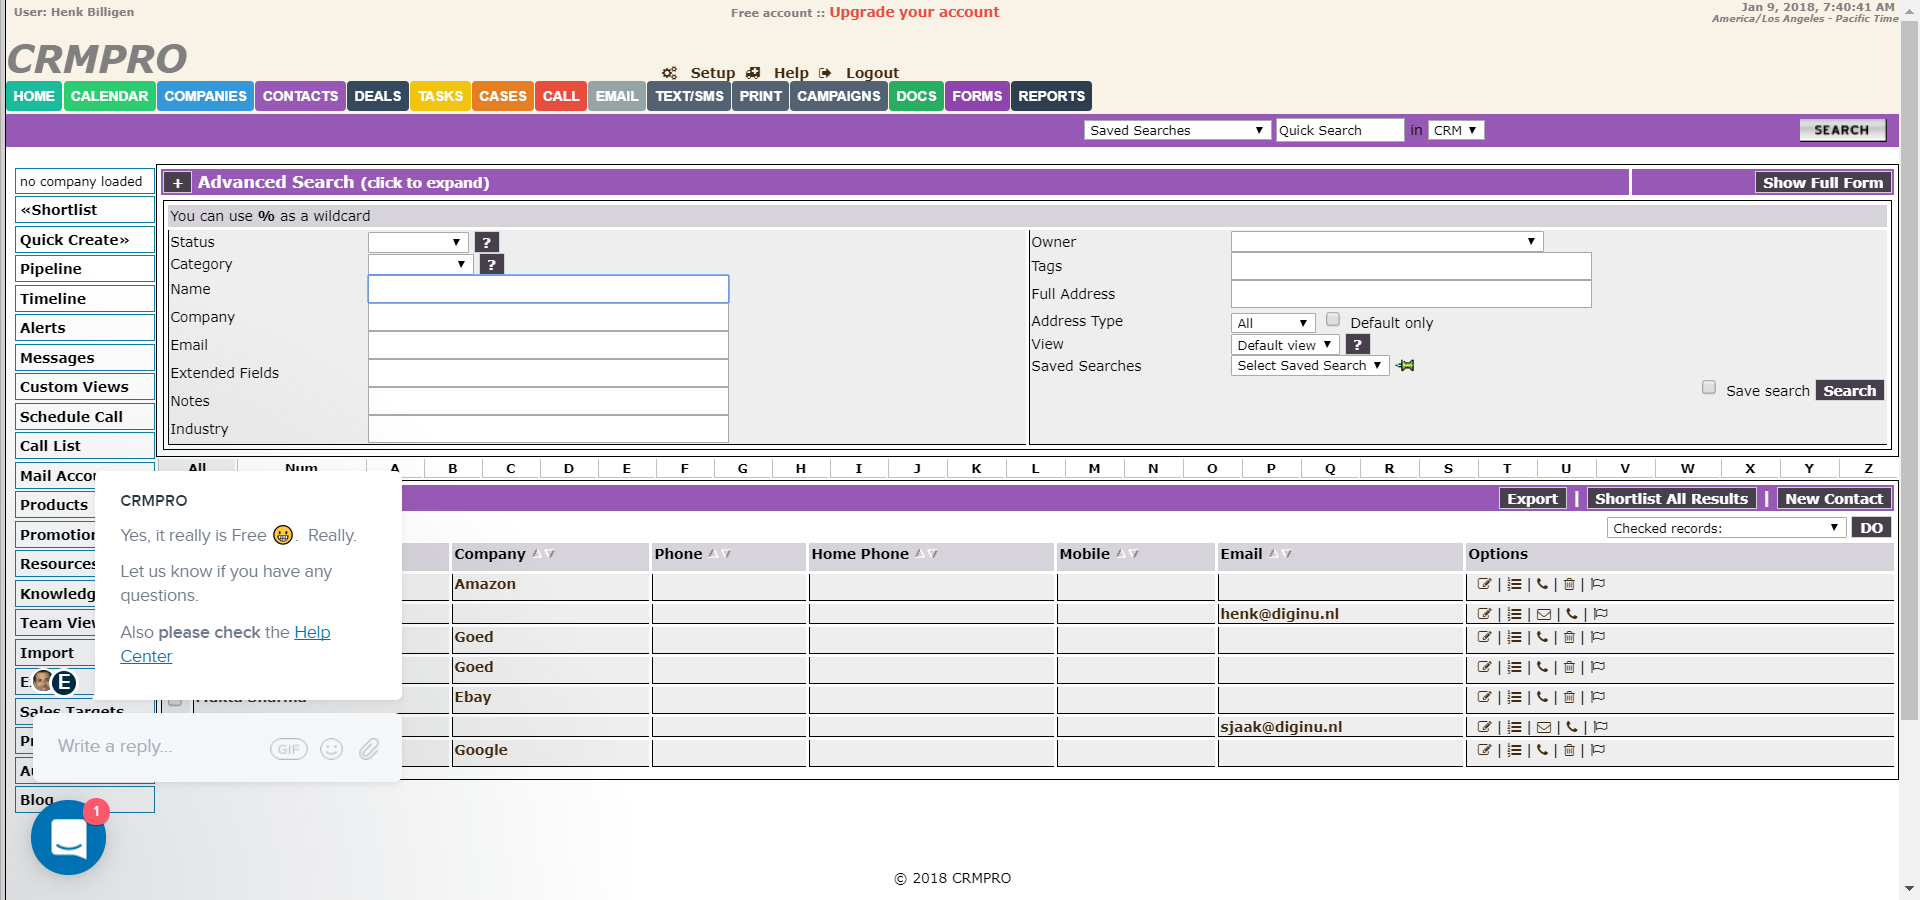 User: Henk Billigen
Free account :: Upgrade your account
Jan 9, 2018, 7:40:41 AM
America/Los Angeles - Pacific Time
CRMPRO
Setup Help Logout
HOME CALENDAR COMPANIES CONTACTS DEALS TASKS CASES CALL EMAIL TEXT/SMS PRINT CAMPAIGNS DOCS FORMS REPORTS
Saved Searches Quick Search in CRM SEARCH
no company loaded
«Shortlist
Quick Create»
Pipeline
Timeline
Alerts
Messages
Custom Views
Schedule Call
Call List
Mail Accou
Products
Promotion
Resources
Knowledg
Team View
Import
E
Sales Targets
Pr
Au
Blog
+ Advanced Search (click to expand) Show Full Form
You can use % as a wildcard
Status ?
Category ?
Name
Company
Email
Extended Fields
Notes
Industry
Owner
Tags
Full Address
Address Type All Default only
View Default view ?
Saved Searches Select Saved Search
Save search Search
All Num A B C D E F G H I J K L M N O P Q R S T U V W X Y Z
Export | Shortlist All Results | New Contact
Checked records: DO
Company Phone Home Phone Mobile Email Options
Amazon
henk@diginu.nl
Goed
Goed
Ebay
sjaak@diginu.nl
Google
CRMPRO
Yes, it really is Free 😀. Really.
Let us know if you have any
questions.
Also please check the Help
Center
E
Write a reply...
GIF
1
© 2018 CRMPRO